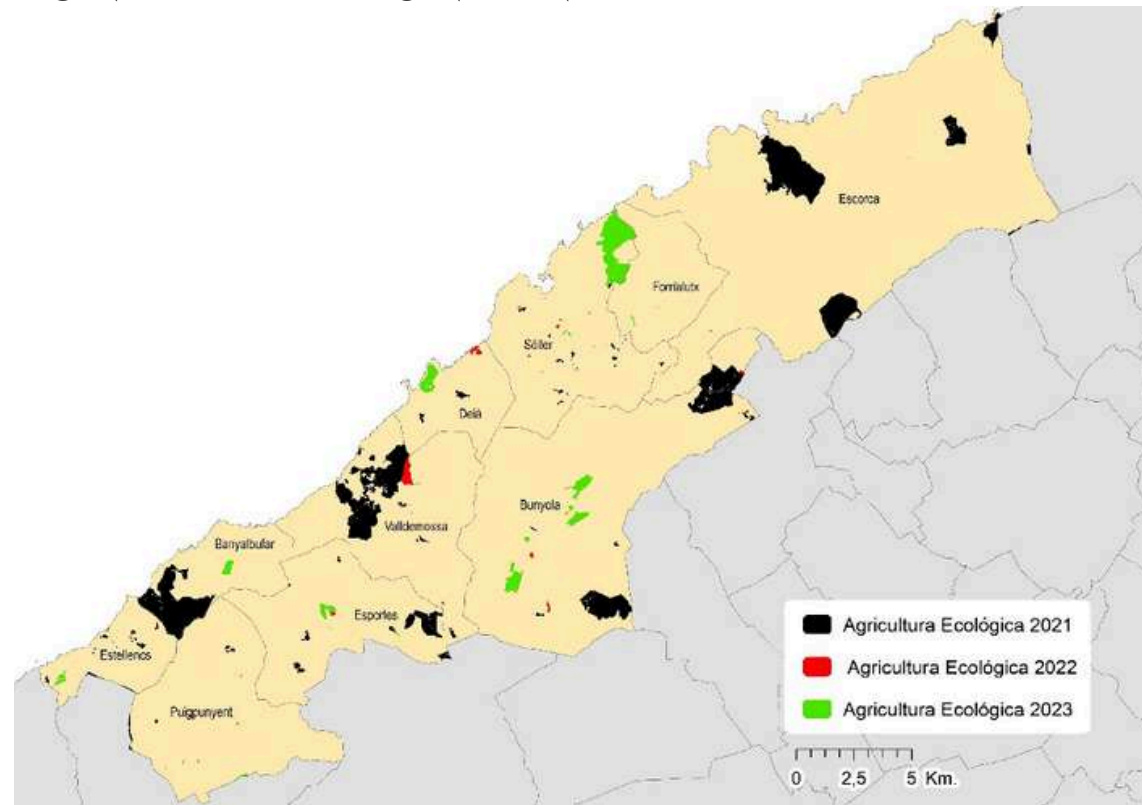 Escorca
Fornalutx
Sóller
Deià
Bunyola
Valldemossa
Banyalbufar
Esporles
Estellencs
Puigpunyent
Agricultura Ecológica 2021
Agricultura Ecológica 2022
Agricultura Ecológica 2023
0 2,5 5 Km.